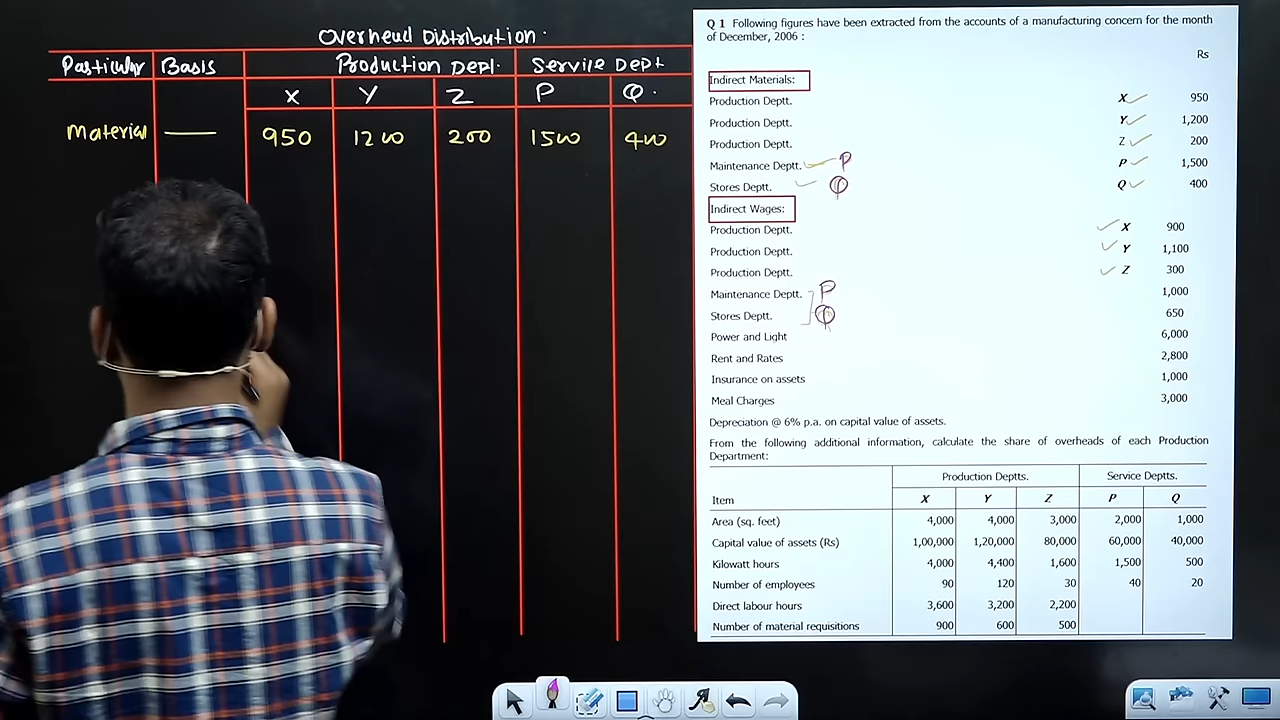 Overhead Distribution.
Particular Basis Production Dept. Service Dept
X Y Z P Q.
Material — 950 1200 200 1500 400
Q 1 Following figures have been extracted from the accounts of a manufacturing concern for the month
of December, 2006 :
Rs
Indirect Materials:
Production Deptt. X 950
Production Deptt. Y 1,200
Production Deptt. Z 200
Maintenance Deptt. P P 1,500
Stores Deptt. Q Q 400
Indirect Wages:
Production Deptt. X 900
Production Deptt. Y 1,100
Production Deptt. Z 300
Maintenance Deptt. P 1,000
Stores Deptt. Q 650
Power and Light 6,000
Rent and Rates 2,800
Insurance on assets 1,000
Meal Charges 3,000
Depreciation @ 6% p.a. on capital value of assets.
From the following additional information, calculate the share of overheads of each Production
Department:
Production Deptts. Service Deptts.
Item X Y Z P Q
Area (sq. feet) 4,000 4,000 3,000 2,000 1,000
Capital value of assets (Rs) 1,00,000 1,20,000 80,000 60,000 40,000
Kilowatt hours 4,000 4,400 1,600 1,500 500
Number of employees 90 120 30 40 20
Direct labour hours 3,600 3,200 2,200
Number of material requisitions 900 600 500